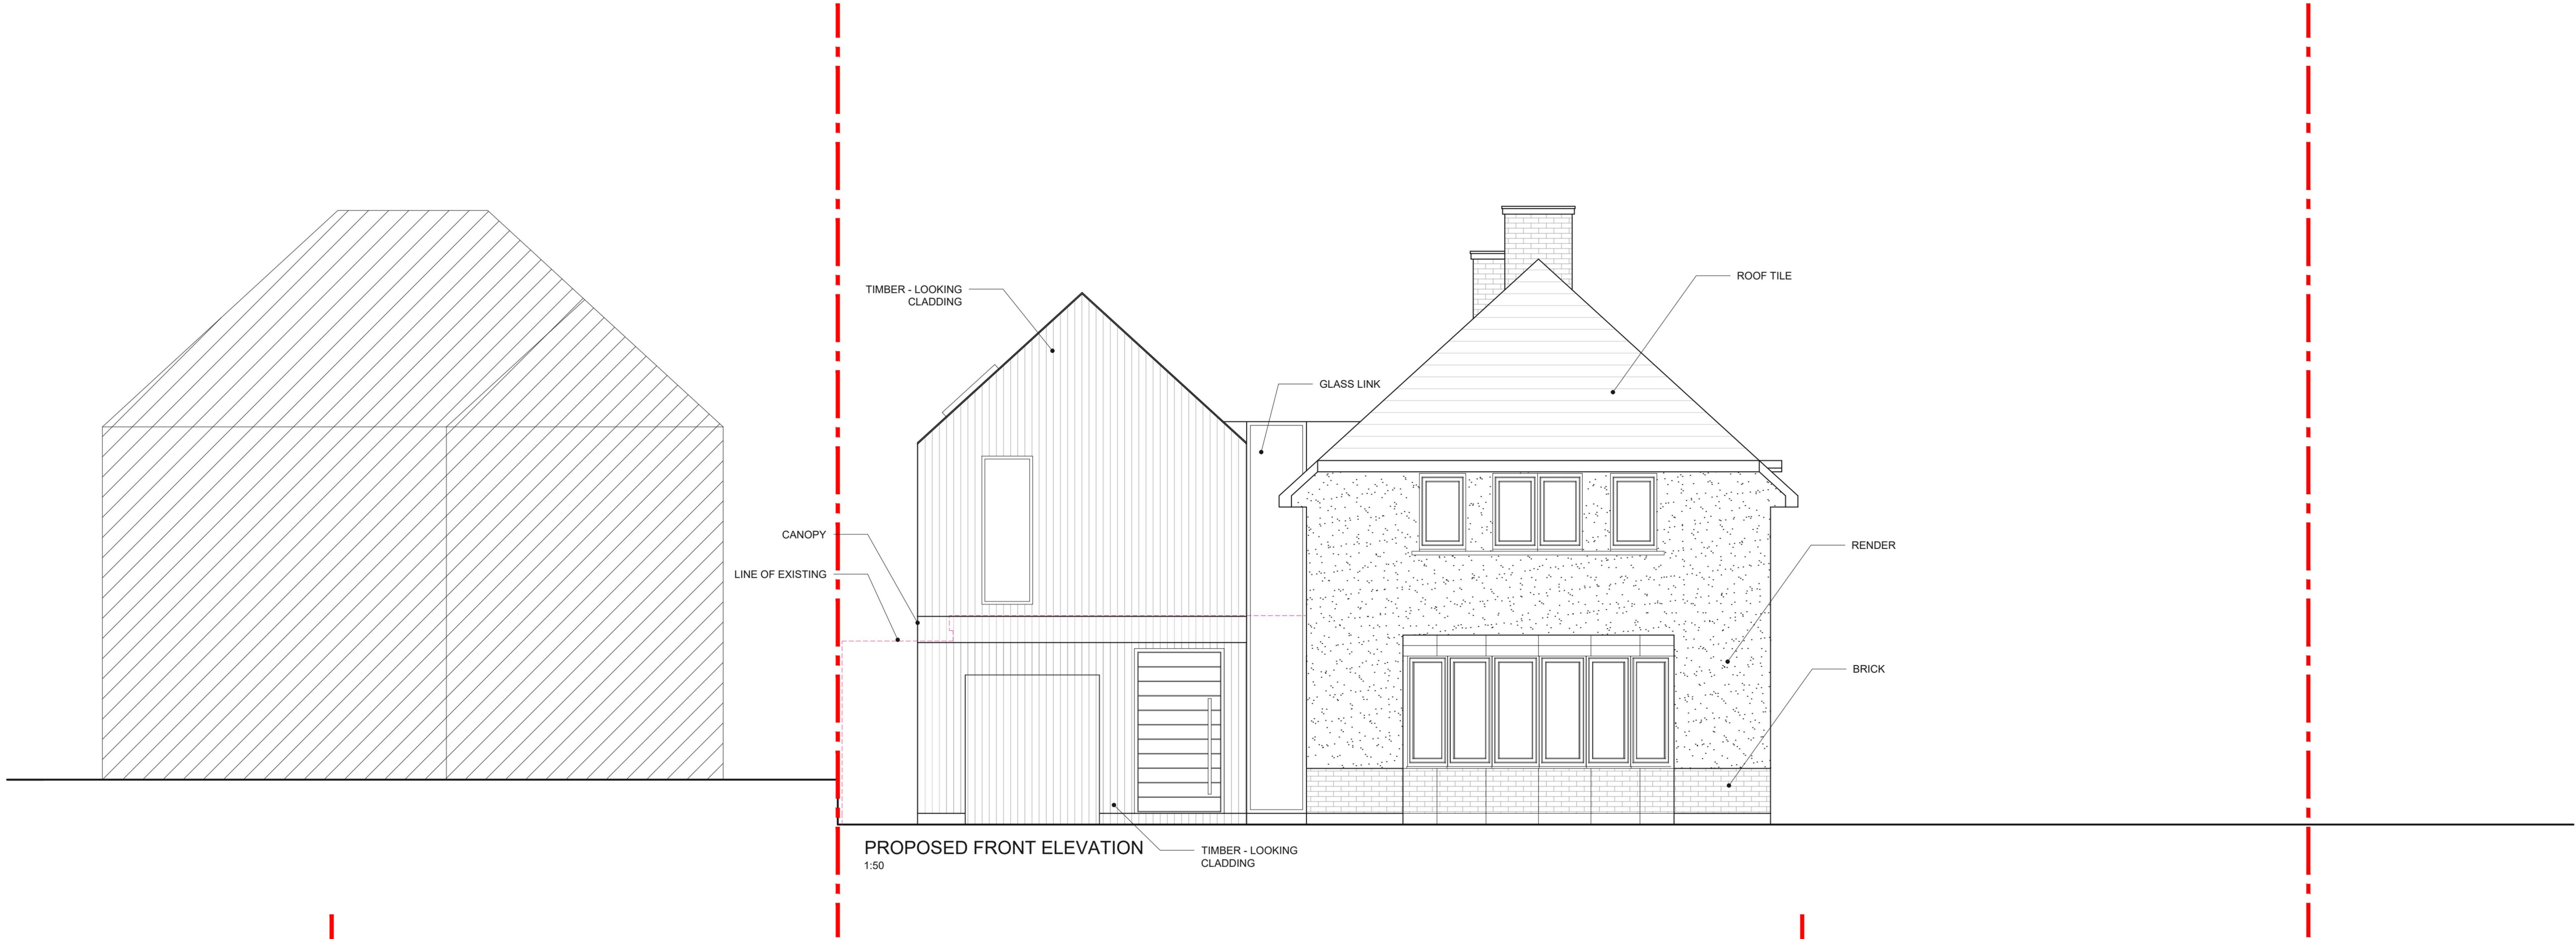 TIMBER - LOOKING
CLADDING
ROOF TILE
GLASS LINK
CANOPY
LINE OF EXISTING
RENDER
BRICK
PROPOSED FRONT ELEVATION
1:50
TIMBER - LOOKING
CLADDING